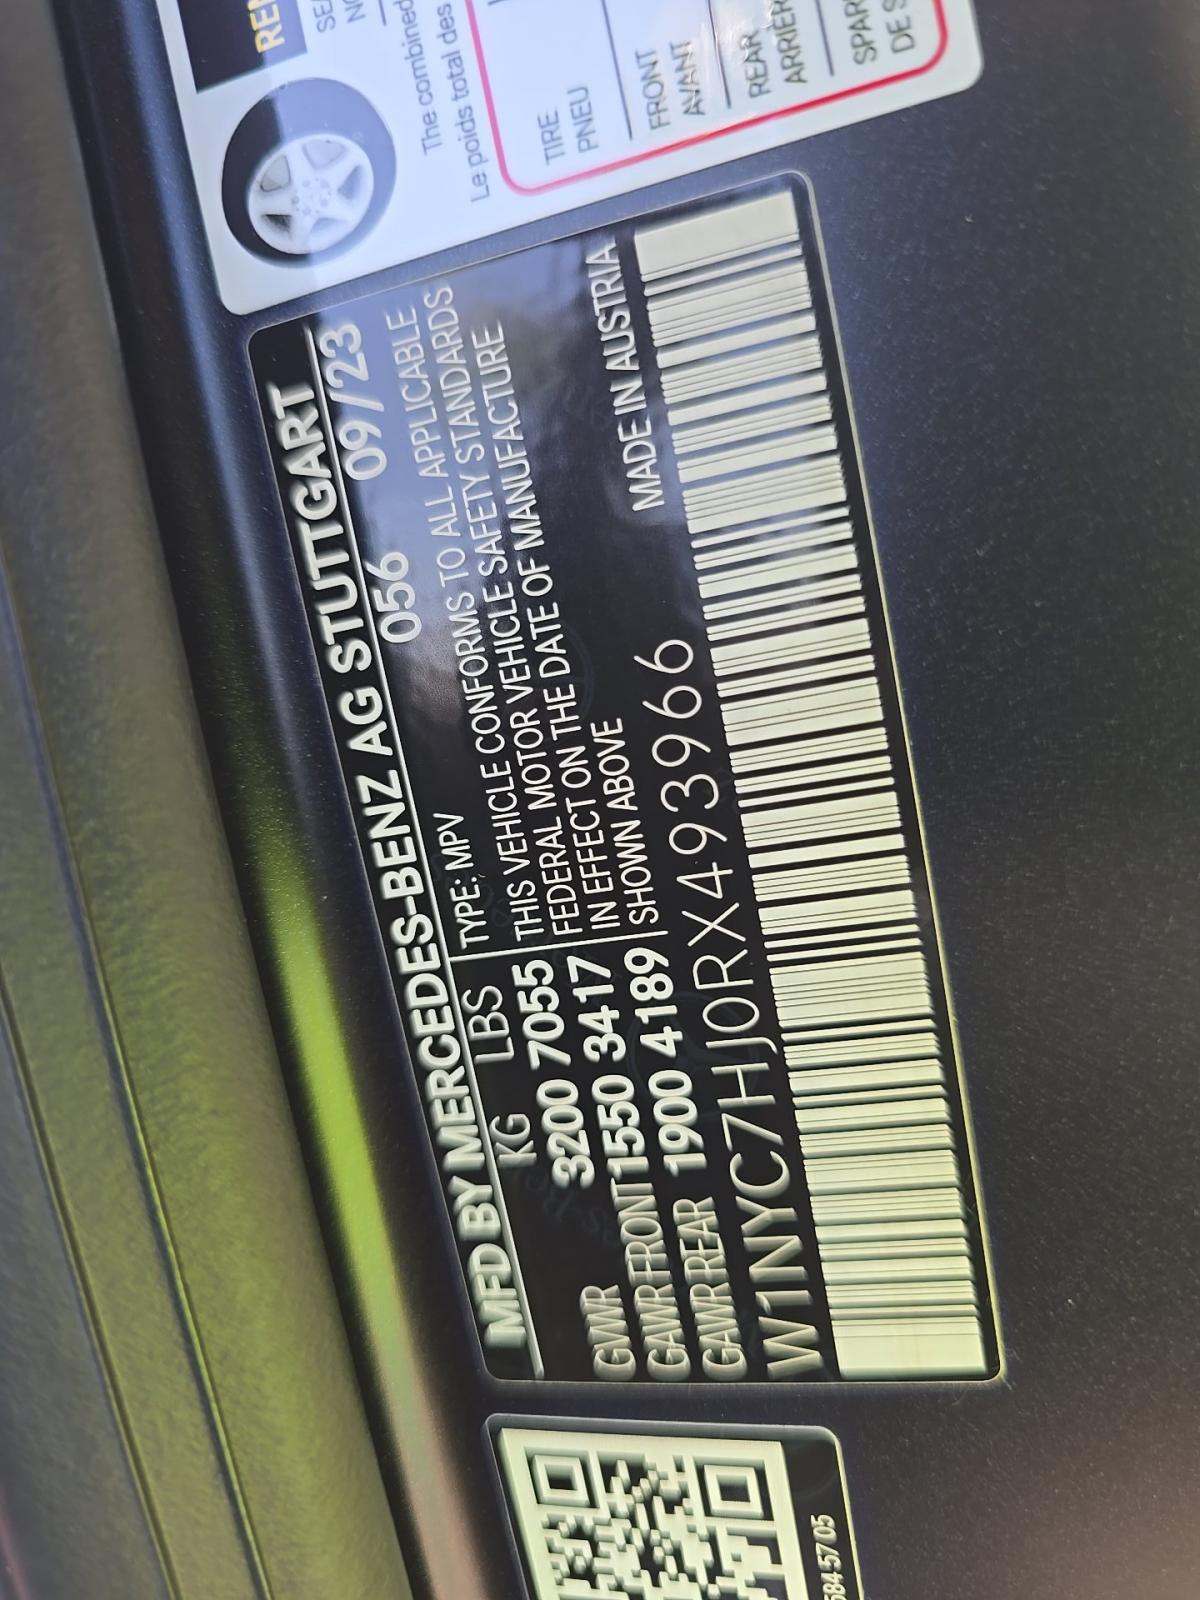 MFD BY MERCEDES-BENZ AG STUTTGART
KG LBS 056 09/23
GVWR 3200 7055
GAWR FRONT 1550 3417
GAWR REAR 1900 4189
TYPE: MPV
THIS VEHICLE CONFORMS TO ALL APPLICABLE
FEDERAL MOTOR VEHICLE SAFETY STANDARDS
IN EFFECT ON THE DATE OF MANUFACTURE
SHOWN ABOVE
MADE IN AUSTRIA
W1NYC7HJ0RX493966
The combined
Le poids total des
TIRE
PNEU
FRONT
AVANT
REAR
584 57 05